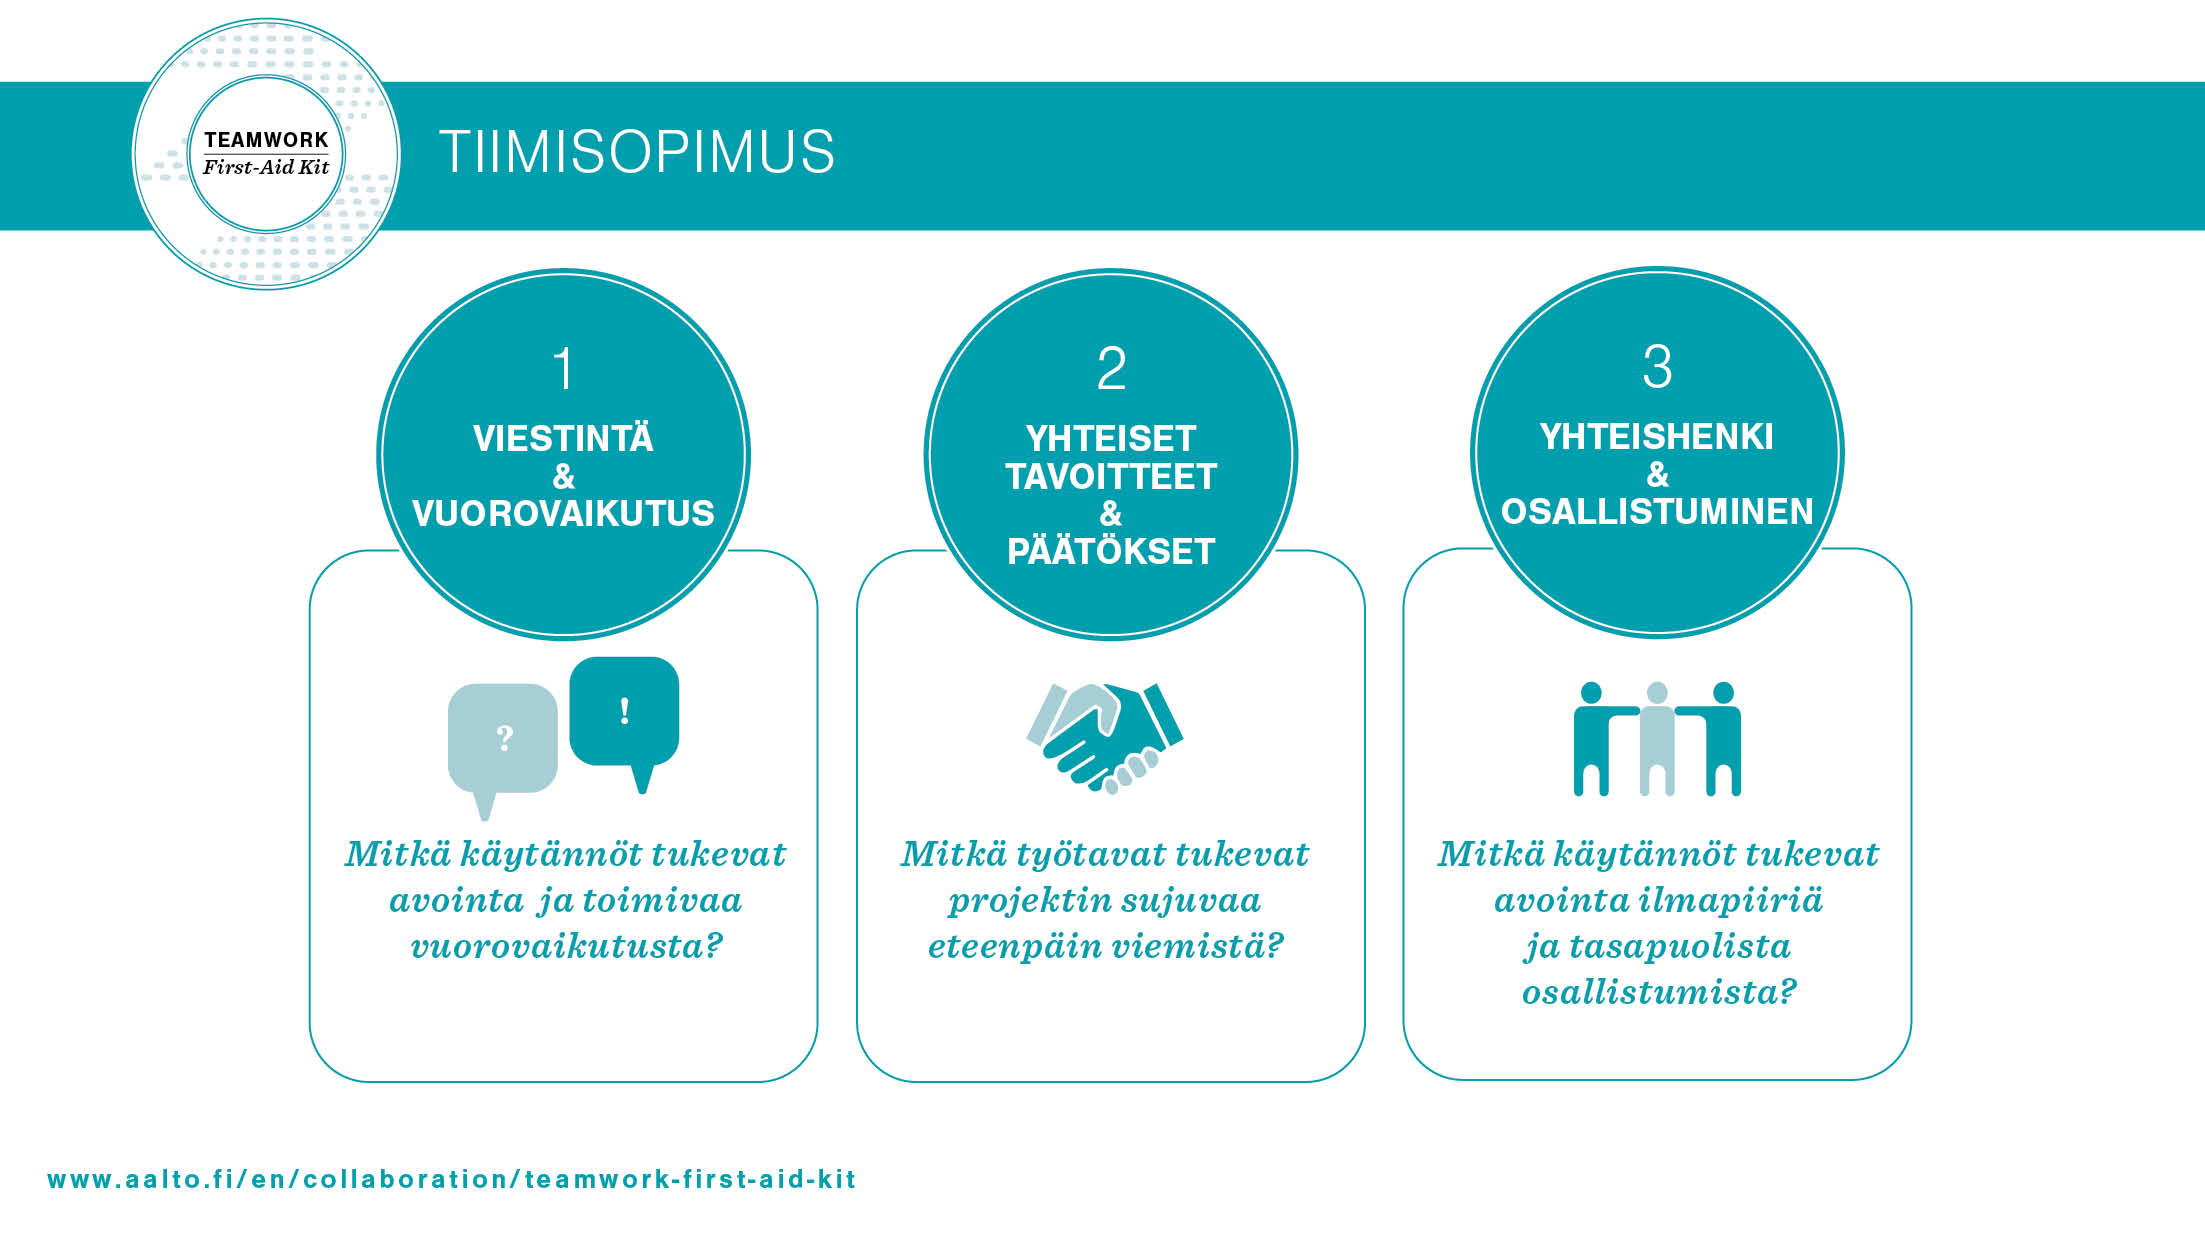 TEAMWORK
First-Aid Kit
TIIMISOPIMUS
1
VIESTINTÄ
&
VUOROVAIKUTUS
?
!
Mitkä käytännöt tukevat
avointa ja toimivaa
vuorovaikutusta?
2
YHTEISET
TAVOITTEET
&
PÄÄTÖKSET
Mitkä työtavat tukevat
projektin sujuvaa
eteenpäin viemistä?
3
YHTEISHENKI
&
OSALLISTUMINEN
Mitkä käytännöt tukevat
avointa ilmapiiriä
ja tasapuolista
osallistumista?
www.aalto.fi/en/collaboration/teamwork-first-aid-kit